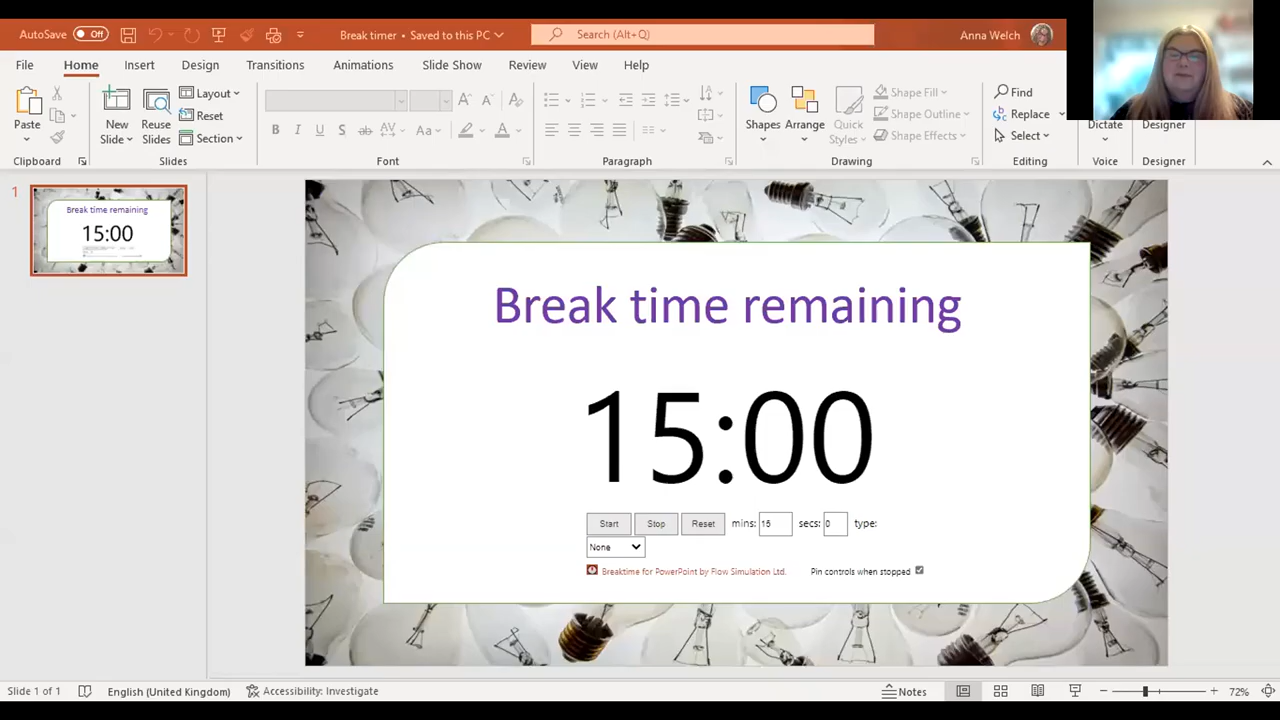 AutoSave Off Break timer • Saved to this PC Search (Alt+Q) Anna Welch
File Home Insert Design Transitions Animations Slide Show Review View Help
Paste
New Slide
Reuse Slides
Layout
Reset
Section
B I U S ab AV Aa A
Shapes
Arrange
Quick Styles
Shape Fill
Shape Outline
Shape Effects
Find
Replace
Select
Dictate
Designer
Clipboard Slides Font Paragraph Drawing Editing Voice Designer
1
Break time remaining
15:00
Break time remaining
15:00
Start Stop Reset mins: 15 secs: 0 type:
None
Breaktime for PowerPoint by Flow Simulation Ltd. Pin controls when stopped
Slide 1 of 1 English (United Kingdom) Accessibility: Investigate Notes 72%